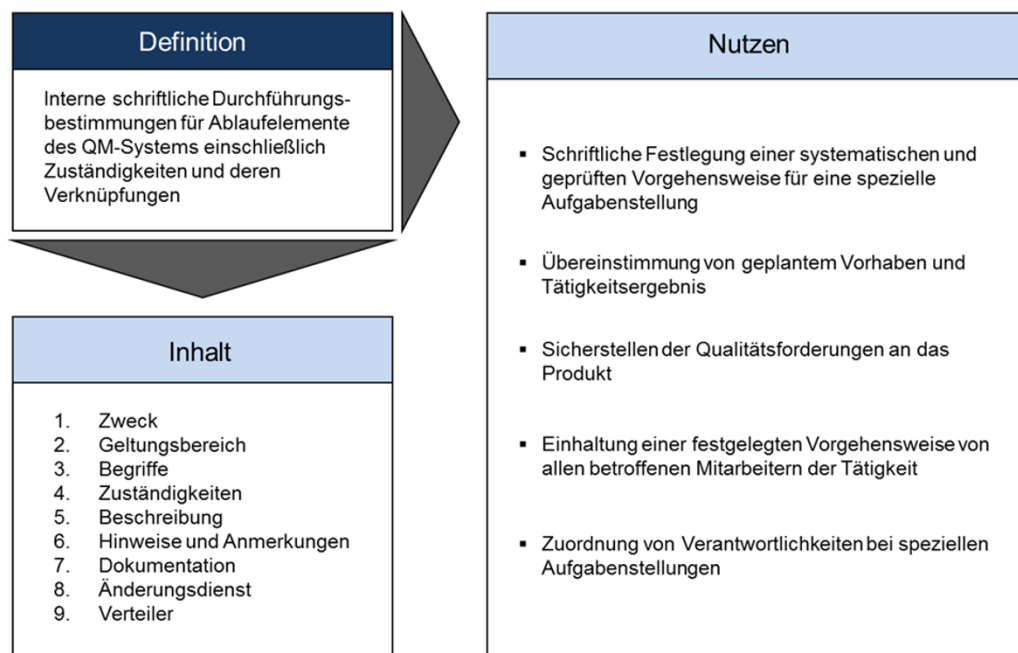 Definition
Interne schriftliche Durchführungs-
bestimmungen für Ablaufelemente
des QM-Systems einschließlich
Zuständigkeiten und deren
Verknüpfungen
Inhalt
1. Zweck
2. Geltungsbereich
3. Begriffe
4. Zuständigkeiten
5. Beschreibung
6. Hinweise und Anmerkungen
7. Dokumentation
8. Änderungsdienst
9. Verteiler
Nutzen
▪ Schriftliche Festlegung einer systematischen und
geprüften Vorgehensweise für eine spezielle
Aufgabenstellung
▪ Übereinstimmung von geplantem Vorhaben und
Tätigkeitsergebnis
▪ Sicherstellen der Qualitätsforderungen an das
Produkt
▪ Einhaltung einer festgelegten Vorgehensweise von
allen betroffenen Mitarbeitern der Tätigkeit
▪ Zuordnung von Verantwortlichkeiten bei speziellen
Aufgabenstellungen